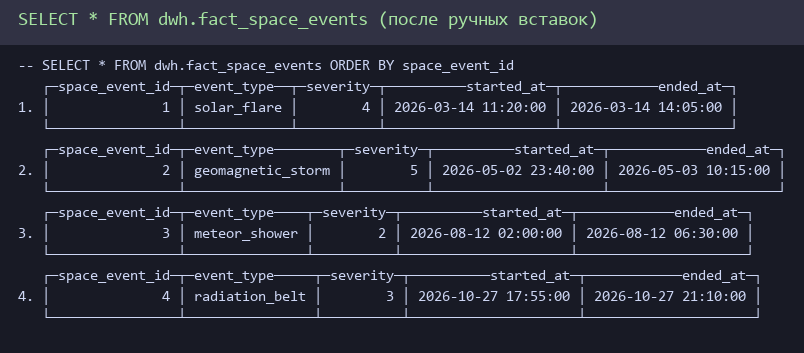 SELECT * FROM dwh.fact_space_events (после ручных вставок)
-- SELECT * FROM dwh.fact_space_events ORDER BY space_event_id
┌─space_event_id─┬─event_type──┬─severity─┬──────────started_at─┬────────────ended_at─┐
1. │ 1 │ solar_flare │ 4 │ 2026-03-14 11:20:00 │ 2026-03-14 14:05:00 │
└────────────────┴─────────────┴──────────┴─────────────────────┴─────────────────────┘
┌─space_event_id─┬─event_type────────┬─severity─┬──────────started_at─┬────────────ended_at─┐
2. │ 2 │ geomagnetic_storm │ 5 │ 2026-05-02 23:40:00 │ 2026-05-03 10:15:00 │
└────────────────┴───────────────────┴──────────┴─────────────────────┴─────────────────────┘
┌─space_event_id─┬─event_type────┬─severity─┬──────────started_at─┬────────────ended_at─┐
3. │ 3 │ meteor_shower │ 2 │ 2026-08-12 02:00:00 │ 2026-08-12 06:30:00 │
└────────────────┴───────────────┴──────────┴─────────────────────┴─────────────────────┘
┌─space_event_id─┬─event_type─────┬─severity─┬──────────started_at─┬────────────ended_at─┐
4. │ 4 │ radiation_belt │ 3 │ 2026-10-27 17:55:00 │ 2026-10-27 21:10:00 │
└────────────────┴────────────────┴──────────┴─────────────────────┴─────────────────────┘